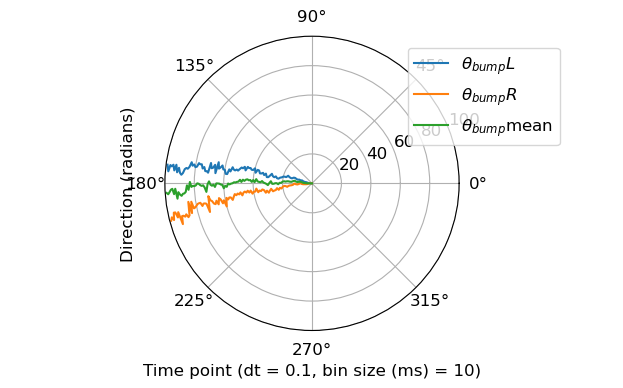 90°
135°
45°
θbumpL
θbumpR
θbumpmean
100
80
60
40
20
Direction (radians)
180°
0°
225°
315°
270°
Time point (dt = 0.1, bin size (ms) = 10)